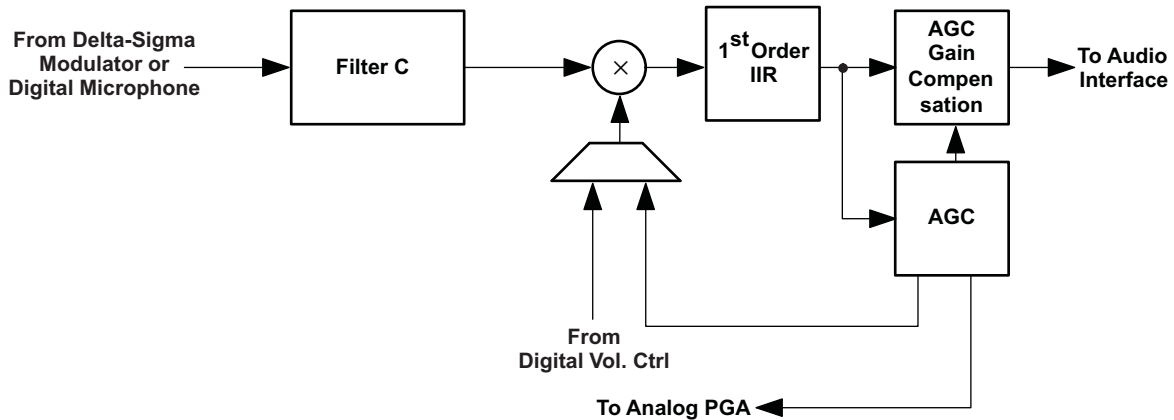 From Delta-Sigma
Modulator or
Digital Microphone
Filter C
×
1st Order
IIR
AGC
Gain
Compen
sation
To Audio
Interface
AGC
From
Digital Vol. Ctrl
To Analog PGA